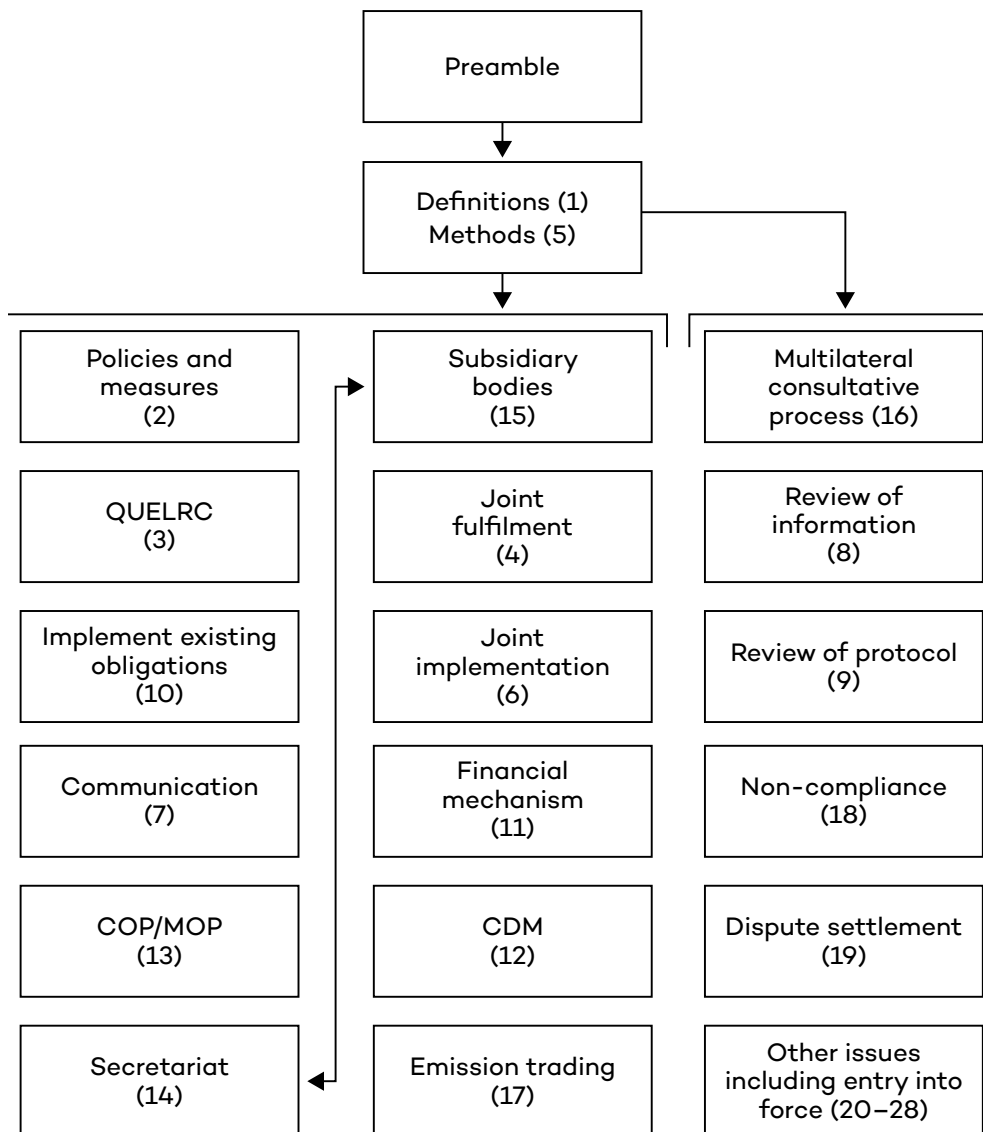 Preamble
Definitions (1)
Methods (5)
Policies and
measures
(2)
Subsidiary
bodies
(15)
Multilateral
consultative
process (16)
QUELRC
(3)
Joint
fulfilment
(4)
Review of
information
(8)
Implement existing
obligations
(10)
Joint
implementation
(6)
Review of protocol
(9)
Communication
(7)
Financial
mechanism
(11)
Non-compliance
(18)
COP/MOP
(13)
CDM
(12)
Dispute settlement
(19)
Secretariat
(14)
Emission trading
(17)
Other issues
including entry into
force (20–28)